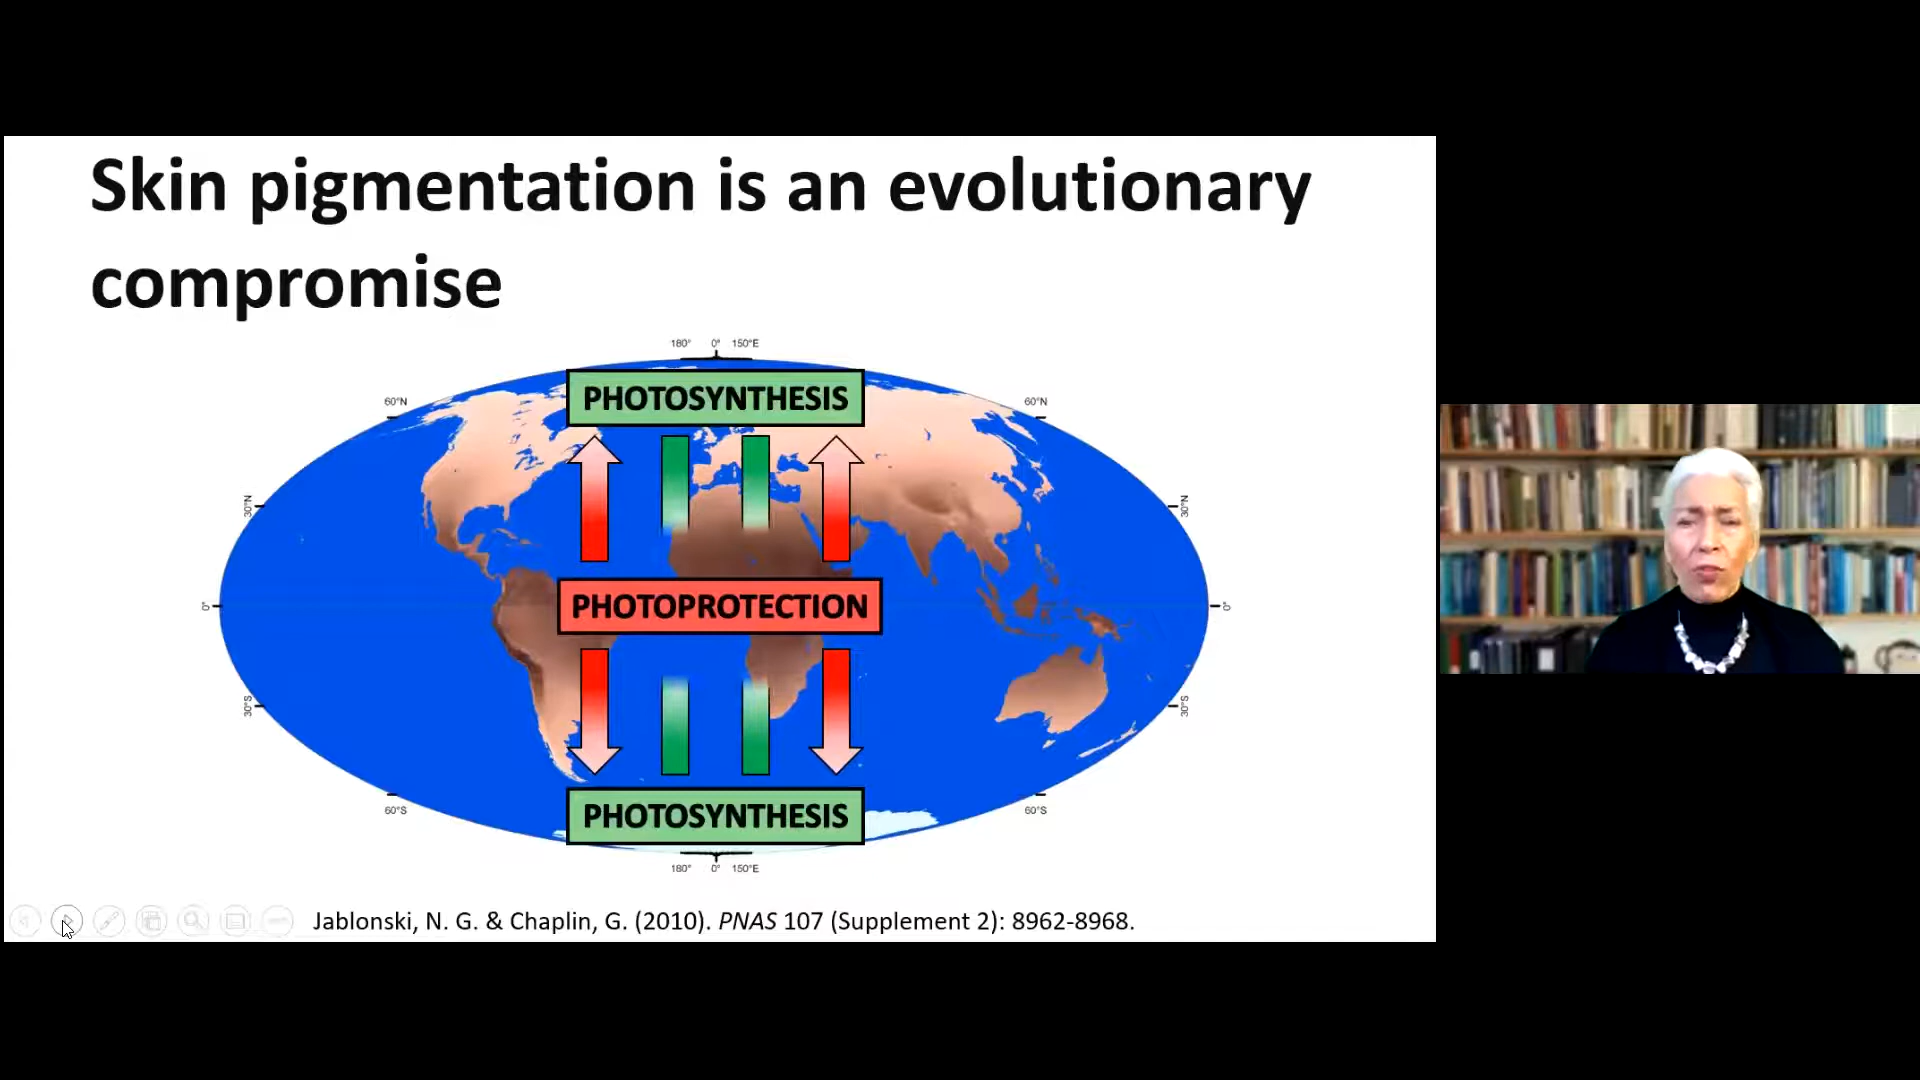 Skin pigmentation is an evolutionary
compromise
180° 0° 150°E
PHOTOSYNTHESIS
60°N 60°N
30°N 30°N
0° PHOTOPROTECTION 0°
30°S 30°S
60°S PHOTOSYNTHESIS 60°S
180° 0° 150°E
Jablonski, N. G. & Chaplin, G. (2010). PNAS 107 (Supplement 2): 8962-8968.